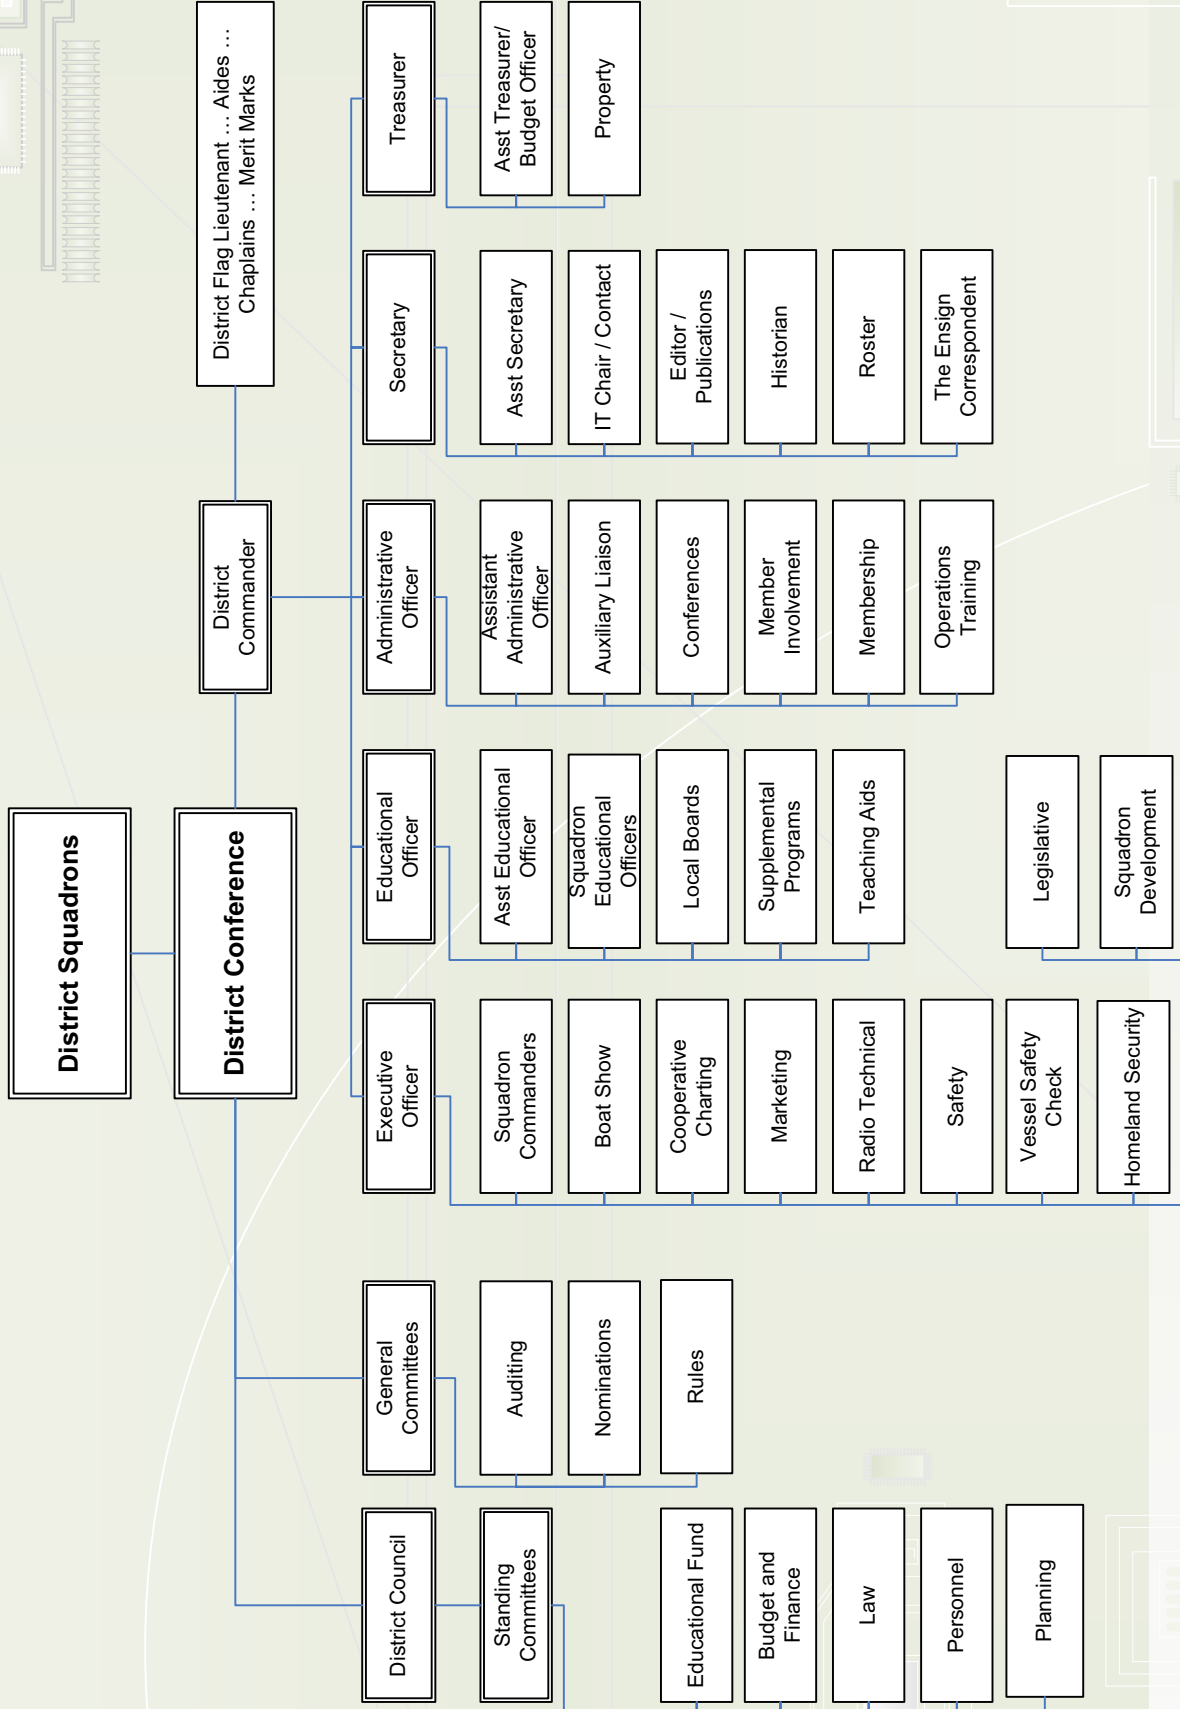 District Squadrons
District Conference
District
Commander
District Flag Lieutenant … Aides …
Chaplains … Merit Marks
District Council
Standing
Committees
Educational Fund
Budget and
Finance
Law
Personnel
Planning
General
Committees
Auditing
Nominations
Rules
Executive
Officer
Squadron
Commanders
Boat Show
Cooperative
Charting
Marketing
Radio Technical
Safety
Vessel Safety
Check
Homeland Security
Legislative
Squadron
Development
Educational
Officer
Asst Educational
Officer
Squadron
Educational
Officers
Local Boards
Supplemental
Programs
Teaching Aids
Administrative
Officer
Assistant
Administrative
Officer
Auxiliary Liaison
Conferences
Member
Involvement
Membership
Operations
Training
Secretary
Asst Secretary
IT Chair / Contact
Editor /
Publications
Historian
Roster
The Ensign
Correspondent
Treasurer
Asst Treasurer/
Budget Officer
Property